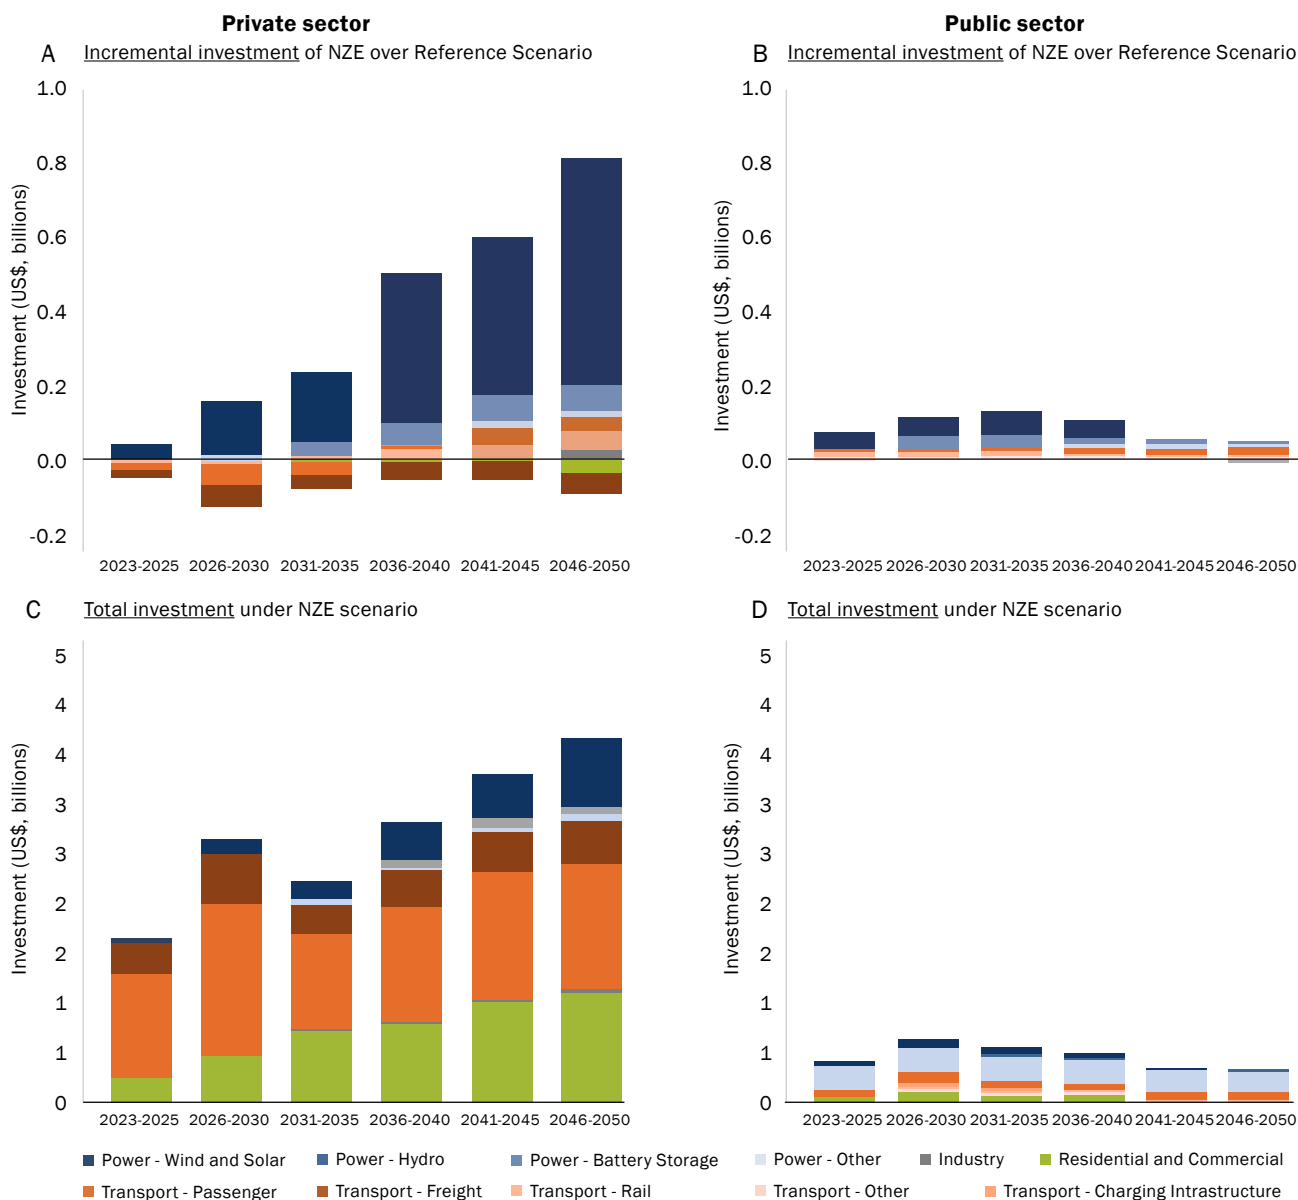 Private sector
Public sector
A Incremental investment of NZE over Reference Scenario
B Incremental investment of NZE over Reference Scenario
Investment (US$, billions)
1.0
0.8
0.6
0.4
0.2
0.0
-0.2
2023-2025 2026-2030 2031-2035 2036-2040 2041-2045 2046-2050
Investment (US$, billions)
1.0
0.8
0.6
0.4
0.2
0.0
-0.2
2023-2025 2026-2030 2031-2035 2036-2040 2041-2045 2046-2050
C Total investment under NZE scenario
D Total investment under NZE scenario
Investment (US$, billions)
5
4
4
3
3
2
2
1
1
0
2023-2025 2026-2030 2031-2035 2036-2040 2041-2045 2046-2050
Investment (US$, billions)
5
4
4
3
3
2
2
1
1
0
2023-2025 2026-2030 2031-2035 2036-2040 2041-2045 2046-2050
Power - Wind and Solar Power - Hydro Power - Battery Storage Power - Other Industry Residential and Commercial
Transport - Passenger Transport - Freight Transport - Rail Transport - Other Transport - Charging Intrastructure